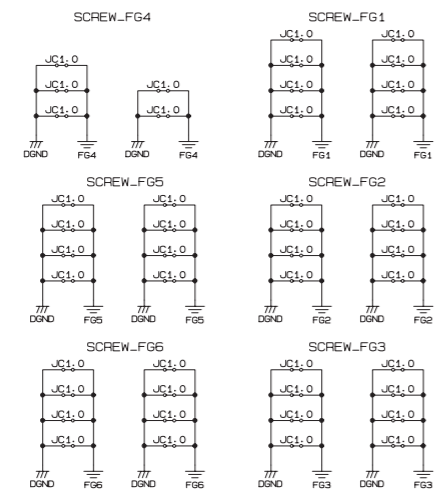 SCREW_FG4
JC1.0
JC1.0
JC1.0
DGND FG4
JC1.0
JC1.0
DGND FG4
SCREW_FG1
JC1.0
JC1.0
JC1.0
JC1.0
DGND FG1
JC1.0
JC1.0
JC1.0
JC1.0
DGND FG1
SCREW_FG5
JC1.0
JC1.0
JC1.0
JC1.0
DGND FG5
JC1.0
JC1.0
JC1.0
JC1.0
DGND FG5
SCREW_FG2
JC1.0
JC1.0
JC1.0
JC1.0
DGND FG2
JC1.0
JC1.0
JC1.0
JC1.0
DGND FG2
SCREW_FG6
JC1.0
JC1.0
JC1.0
JC1.0
DGND FG6
JC1.0
JC1.0
JC1.0
JC1.0
DGND FG6
SCREW_FG3
JC1.0
JC1.0
JC1.0
JC1.0
DGND FG3
JC1.0
JC1.0
JC1.0
JC1.0
DGND FG3